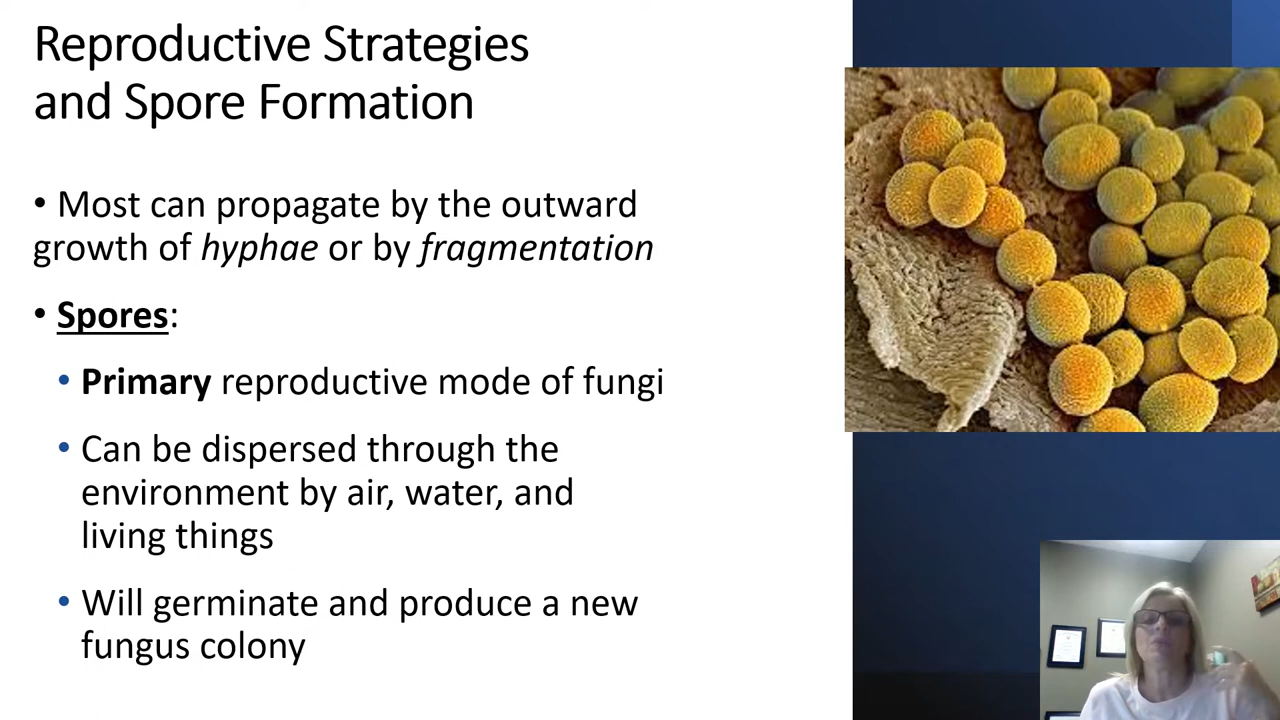 Reproductive Strategies
and Spore Formation
• Most can propagate by the outward
growth of hyphae or by fragmentation
• Spores:
• Primary reproductive mode of fungi
• Can be dispersed through the
environment by air, water, and
living things
• Will germinate and produce a new
fungus colony